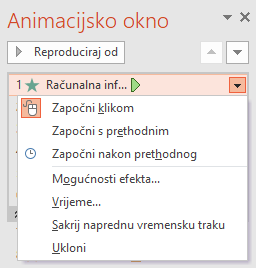 Animacijsko okno
Reproduciraj od
1 Računalna inf...
Započni klikom
Započni s prethodnim
Započni nakon prethodnog
Mogućnosti efekta...
Vrijeme...
Sakrij naprednu vremensku traku
Ukloni